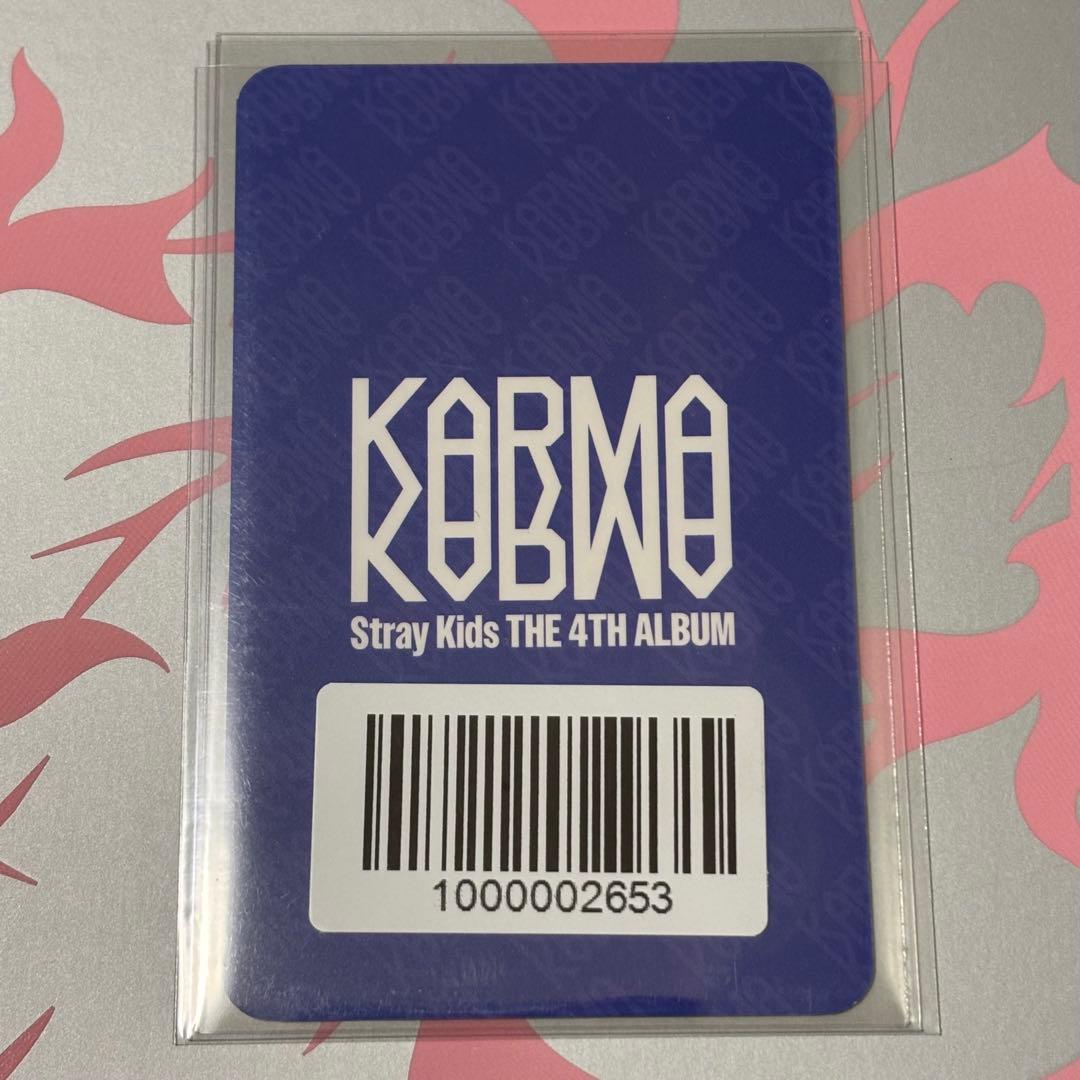 KARMA
Stray Kids THE 4TH ALBUM
1000002653